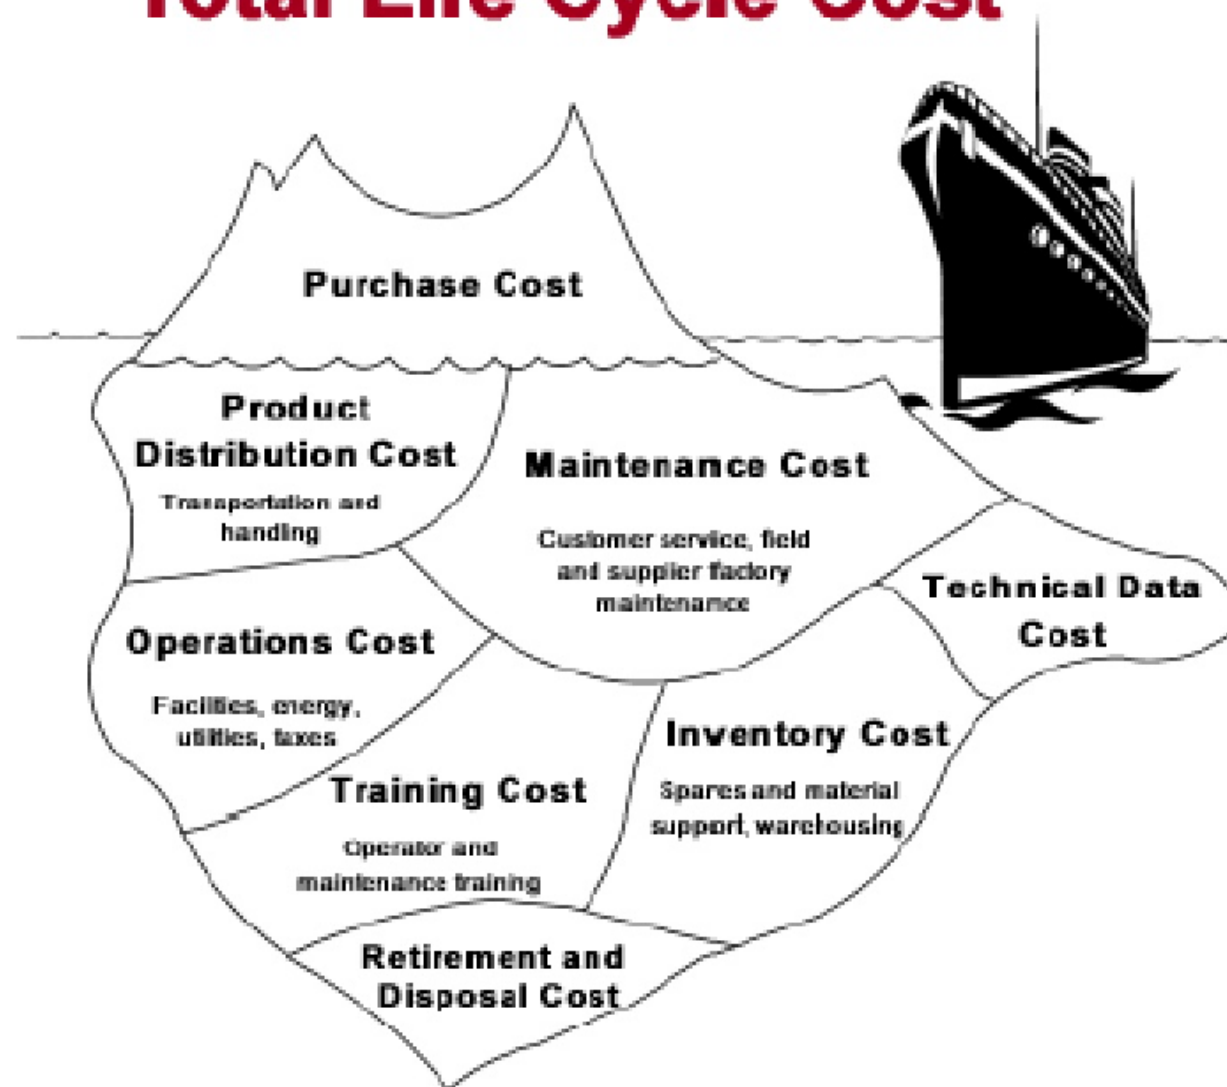 Total Life Cycle Cost
Purchase Cost
Product
Distribution Cost
Transportation and
handing
Maintenance Cost
Customer service, field
and supplier factory
maintenance
Technical Data
Cost
Operations Cost
Facilities, energy,
utilities, taxes
Training Cost
Operator and
maintenance training
Inventory Cost
Spares and material
support, warehousing
Retirement and
Disposal Cost